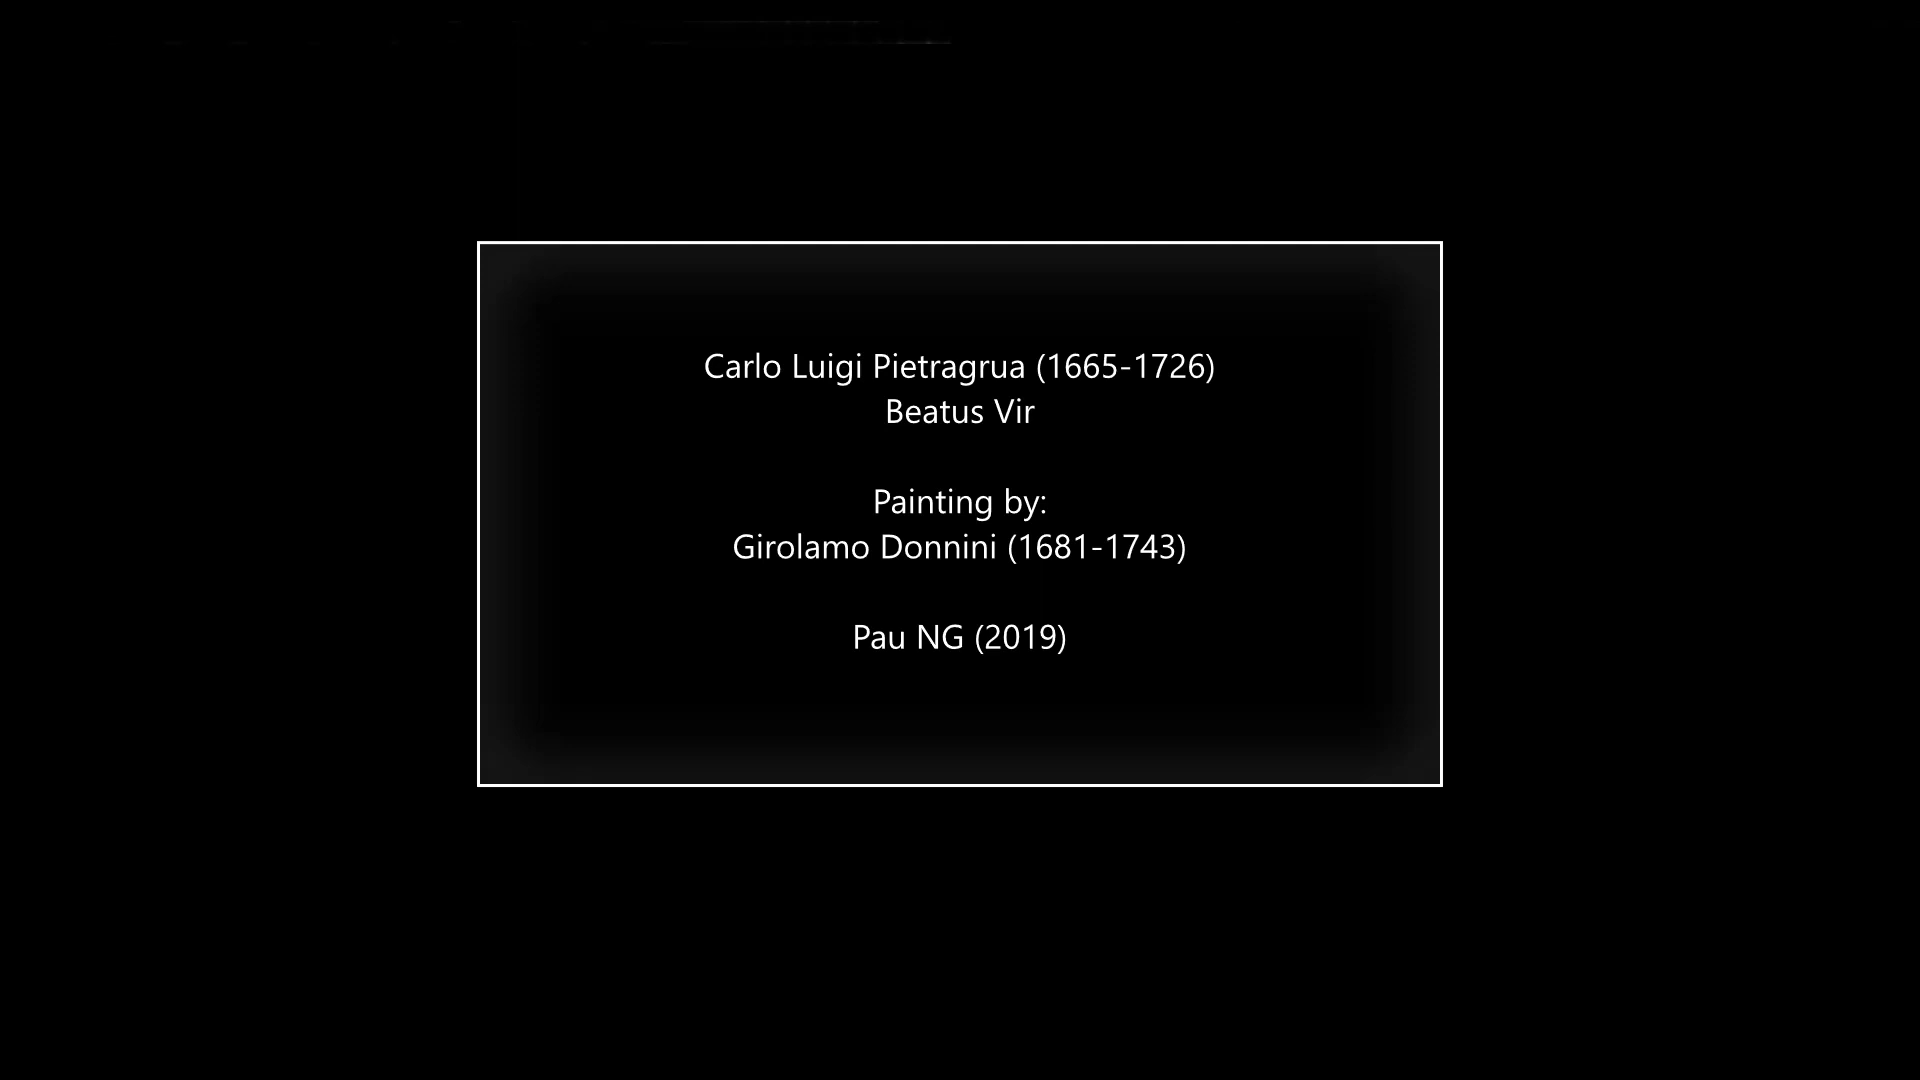 Carlo Luigi Pietragrua (1665-1726)
Beatus Vir
Painting by:
Girolamo Donnini (1681-1743)
Pau NG (2019)